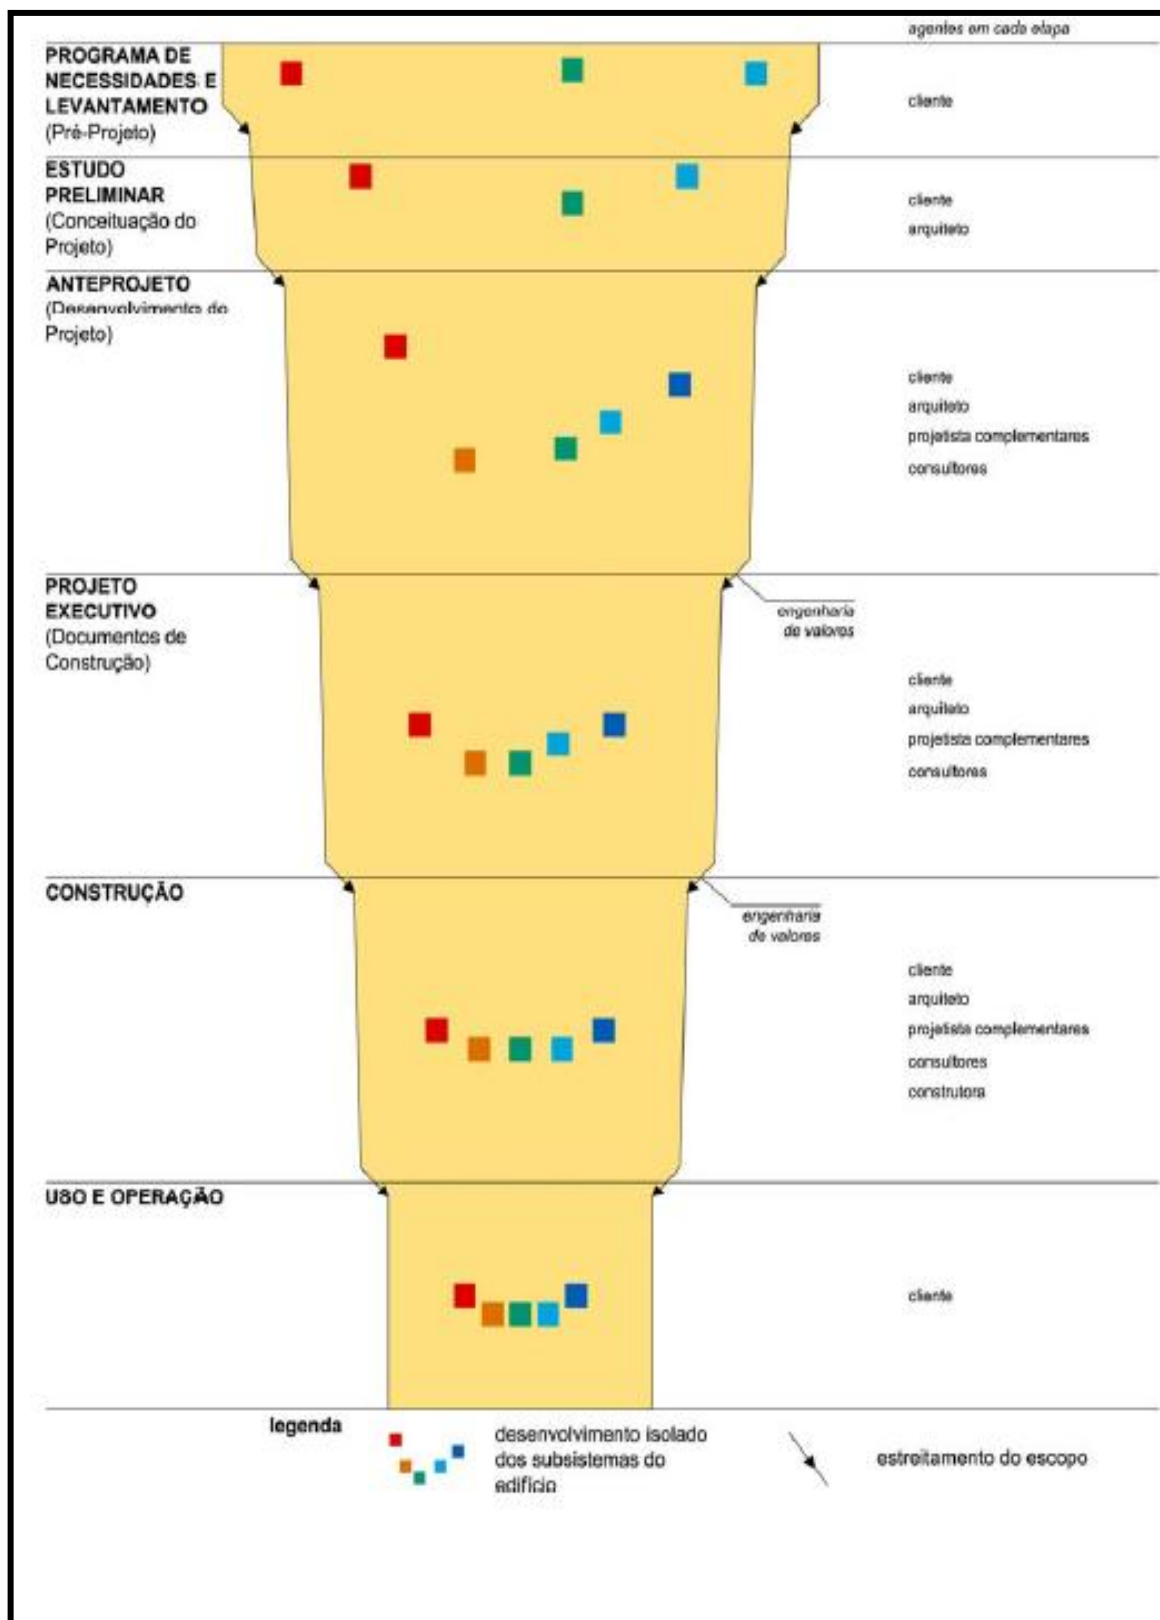 agentes em cada etapa
PROGRAMA DE
NECESSIDADES E
LEVANTAMENTO
(Pré-Projeto)
cliente
ESTUDO
PRELIMINAR
(Conceituação do
Projeto)
cliente
arquiteto
ANTEPROJETO
(Desenvolvimento do
Projeto)
cliente
arquiteto
projetista complementares
consultores
PROJETO
EXECUTIVO
(Documentos de
Construção)
engenharia
de valores
cliente
arquiteto
projetista complementares
consultores
CONSTRUÇÃO
engenharia
de valores
cliente
arquiteto
projetista complementares
consultores
construtora
USO E OPERAÇÃO
cliente
legenda
desenvolvimento isolado
dos subsistemas do
edifício
estreitamento do escopo